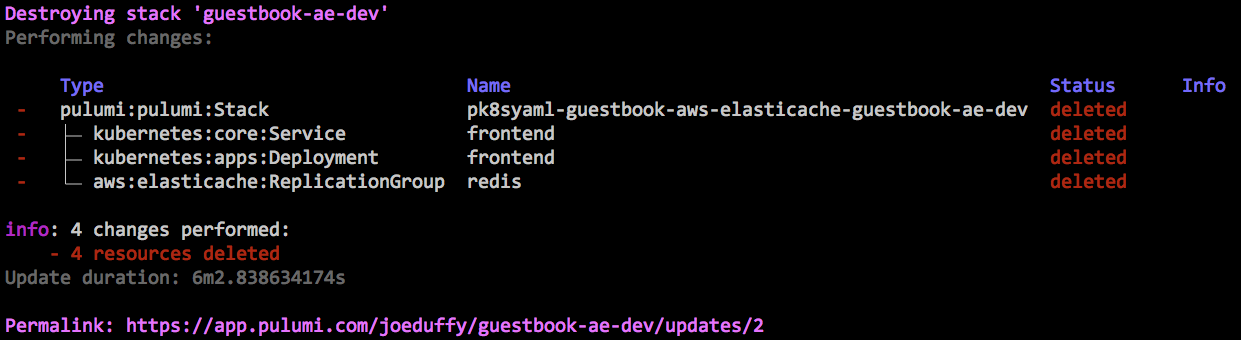 Destroying stack 'guestbook-ae-dev'
Performing changes:
Type Name Status Info
- pulumi:pulumi:Stack pk8syaml-guestbook-aws-elasticache-guestbook-ae-dev deleted
- ├─ kubernetes:core:Service frontend deleted
- ├─ kubernetes:apps:Deployment frontend deleted
- └─ aws:elasticache:ReplicationGroup redis deleted
info: 4 changes performed:
- 4 resources deleted
Update duration: 6m2.838634174s
Permalink: https://app.pulumi.com/joeduffy/guestbook-ae-dev/updates/2